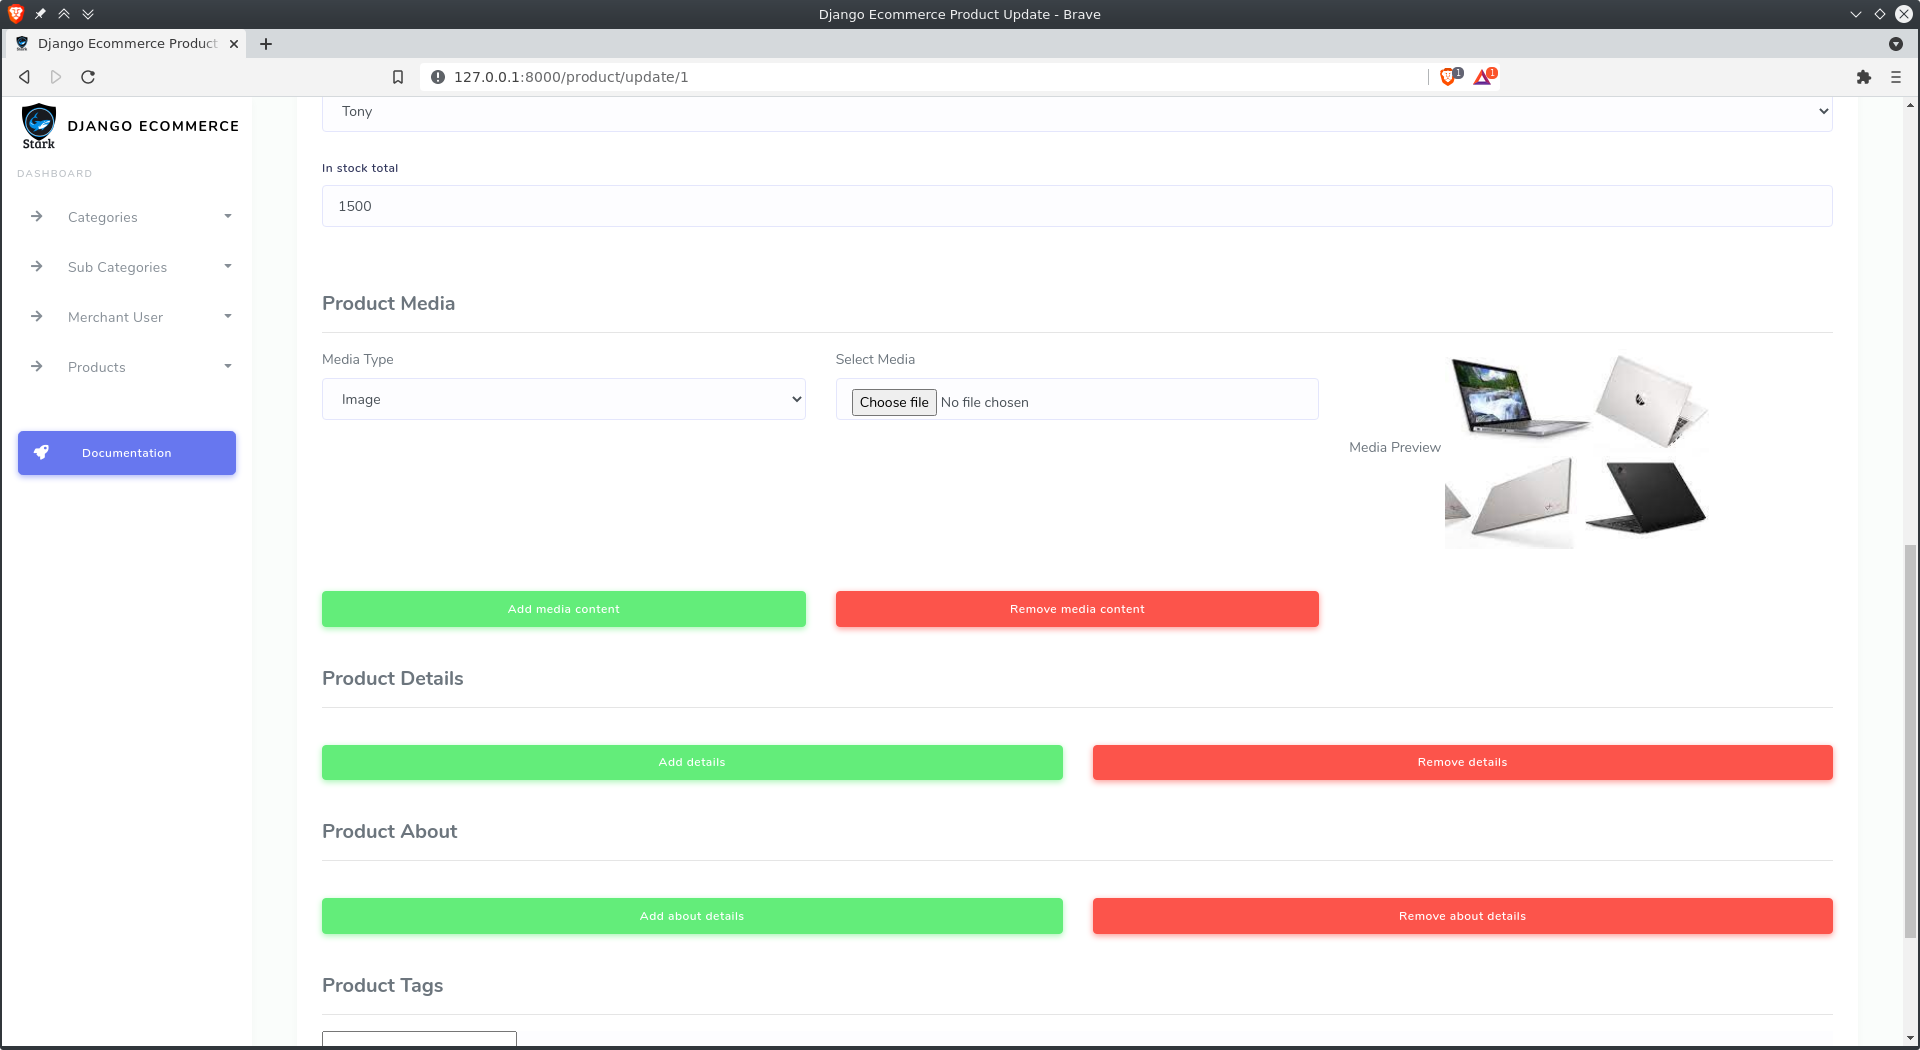 Django Ecommerce Product Update - Brave
Django Ecommerce Product
127.0.0.1:8000/product/update/1
1
1
Stark
DJANGO ECOMMERCE
DASHBOARD
Categories
Sub Categories
Merchant User
Products
Documentation
Tony
In stock total
1500
Product Media
Media Type
Select Media
Image
Choose file
No file chosen
Media Preview
Add media content
Remove media content
Product Details
Add details
Remove details
Product About
Add about details
Remove about details
Product Tags